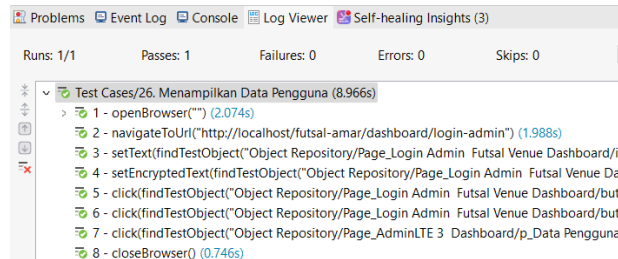 Problems Event Log Console Log Viewer Self-healing Insights (3)
Runs: 1/1 Passes: 1 Failures: 0 Errors: 0 Skips: 0
Test Cases/26. Menampilkan Data Pengguna (8.966s)
1 - openBrowser("") (2.074s)
2 - navigateToUrl("http://localhost/futsal-amar/dashboard/login-admin") (1.988s)
3 - setText(findTestObject("Object Repository/Page_Login Admin  Futsal Venue Dashboard/i
4 - setEncryptedText(findTestObject("Object Repository/Page_Login Admin  Futsal Venue Da
5 - click(findTestObject("Object Repository/Page_Login Admin  Futsal Venue Dashboard/but
6 - click(findTestObject("Object Repository/Page_Login Admin  Futsal Venue Dashboard/but
7 - click(findTestObject("Object Repository/Page_AdminLTE 3  Dashboard/p_Data Pengguna
8 - closeBrowser() (0.746s)